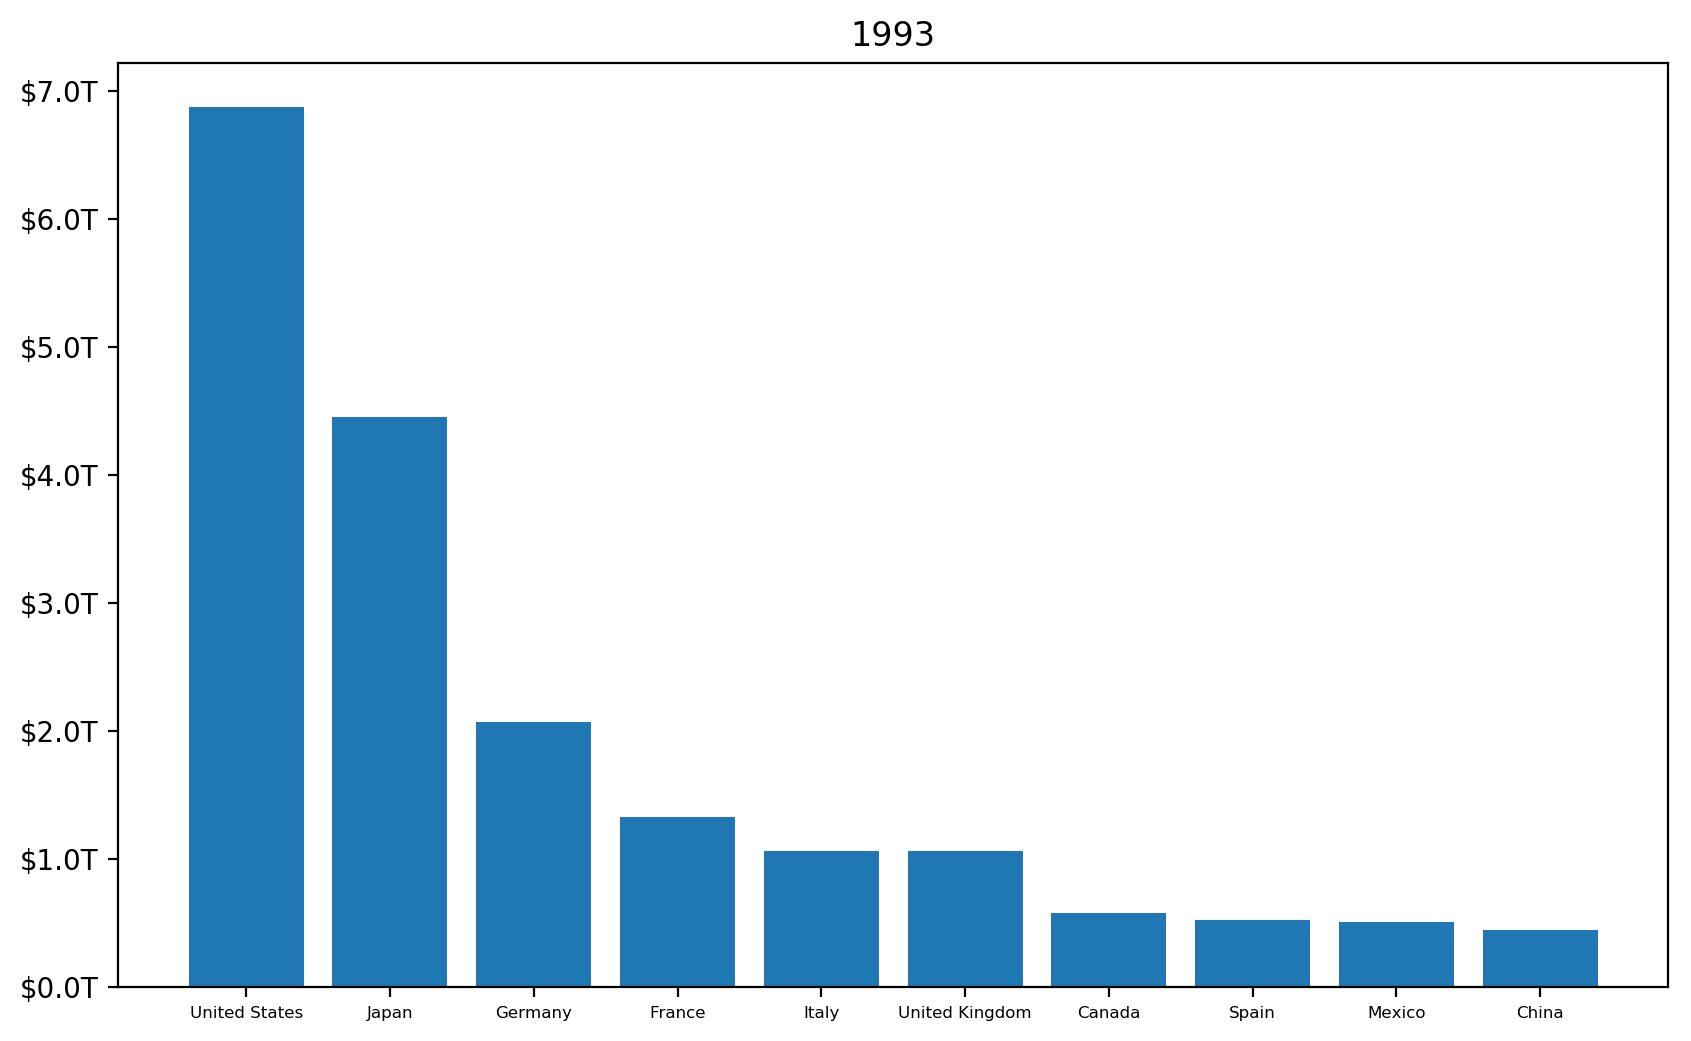 1993
$7.0T
$6.0T
$5.0T
$4.0T
$3.0T
$2.0T
$1.0T
$0.0T
United States Japan Germany France Italy United Kingdom Canada Spain Mexico China